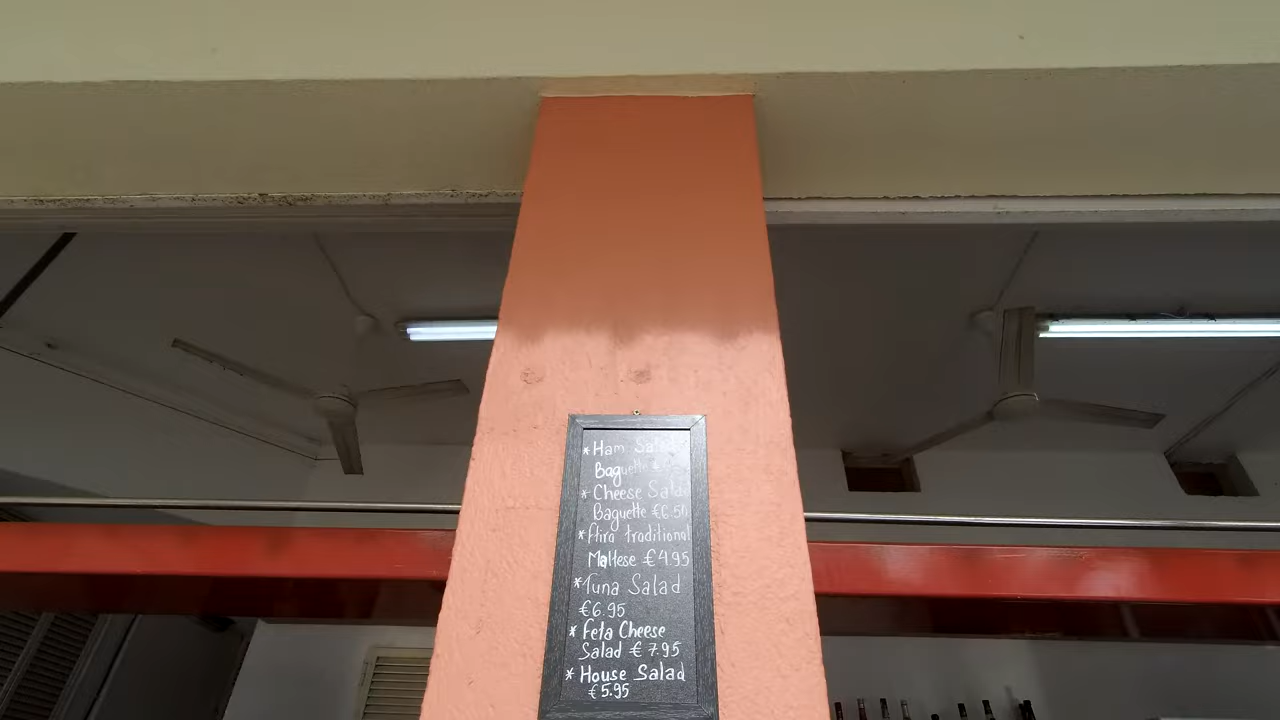 *Ham Salad
Baguette
*Cheese Salad
Baguette €6.50
*ftira traditional
Maltese €4.95
*Tuna Salad
€6.95
*Feta Cheese
Salad €7.95
*House Salad
€5.95